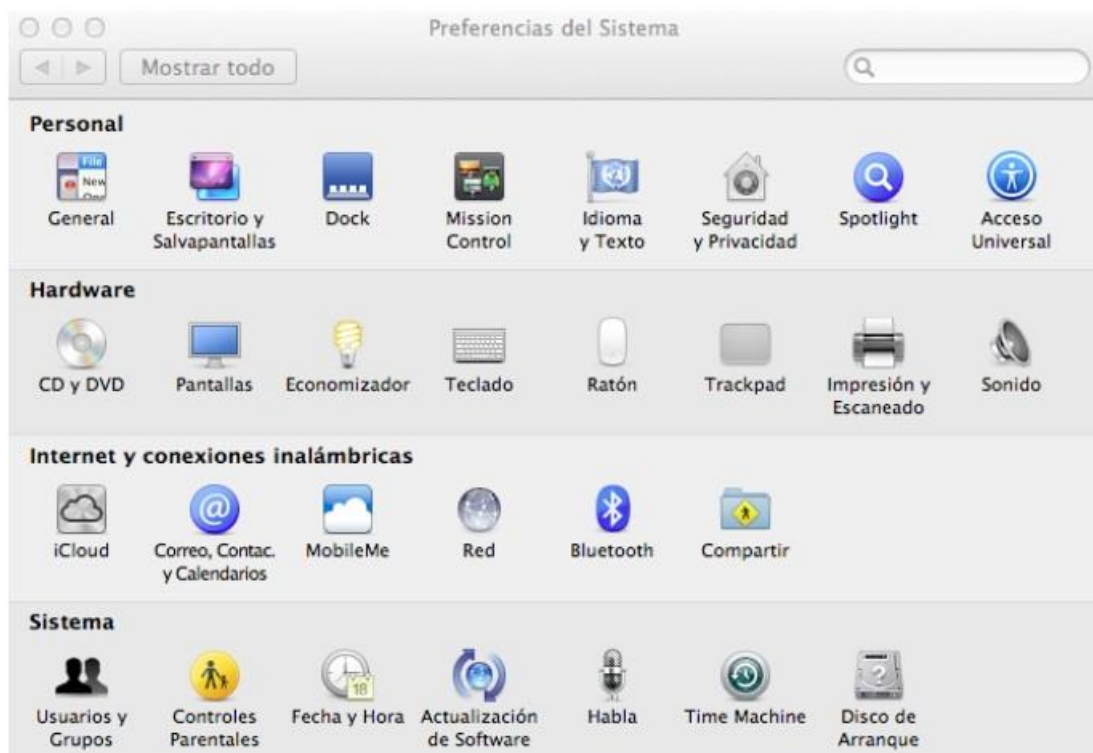 Preferencias del Sistema
Mostrar todo
Personal
File
New
General
Escritorio y
Salvapantallas
Dock
Mission
Control
Idioma
y Texto
Seguridad
y Privacidad
Spotlight
Acceso
Universal
Hardware
CD y DVD
Pantallas
Economizador
Teclado
Ratón
Trackpad
Impresión y
Escaneado
Sonido
Internet y conexiones inalámbricas
iCloud
@
Correo, Contac.
y Calendarios
MobileMe
Red
Bluetooth
Compartir
Sistema
Usuarios y
Grupos
Controles
Parentales
18
Fecha y Hora
Actualización
de Software
Habla
Time Machine
?
Disco de
Arranque